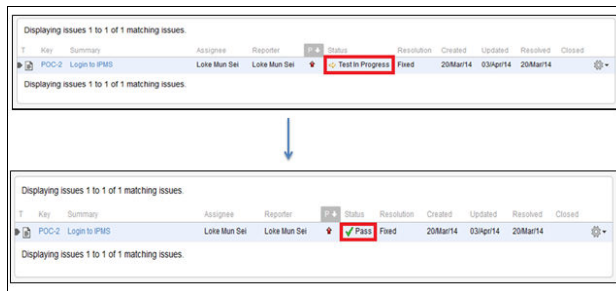 Displaying issues 1 to 1 of 1 matching issues.
T Key Summary Assignee Reporter P Status Resolution Created Updated Resolved Closed
POC-2 Login to iPMS Loke Mun Sei Loke Mun Sei Test In Progress Fixed 20/Mar/14 03/Apr/14 20/Mar/14
Displaying issues 1 to 1 of 1 matching issues.
Displaying issues 1 to 1 of 1 matching issues.
T Key Summary Assignee Reporter P Status Resolution Created Updated Resolved Closed
POC-2 Login to iPMS Loke Mun Sei Loke Mun Sei Pass Fixed 20/Mar/14 03/Apr/14 20/Mar/14
Displaying issues 1 to 1 of 1 matching issues.